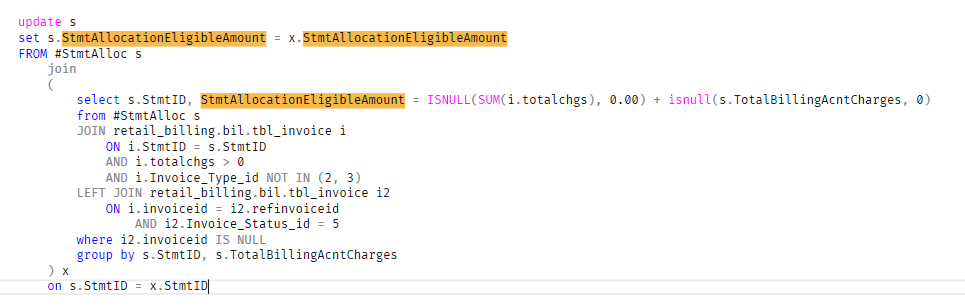 update s
set s.StmtAllocationEligibleAmount = x.StmtAllocationEligibleAmount
FROM #StmtAlloc s
join
(
select s.StmtID, StmtAllocationEligibleAmount = ISNULL(SUM(i.totalchgs), 0.00) + isnull(s.TotalBillingAcntCharges, 0)
from #StmtAlloc s
JOIN retail_billing.bil.tbl_invoice i
ON i.StmtID = s.StmtID
AND i.totalchgs > 0
AND i.Invoice_Type_id NOT IN (2, 3)
LEFT JOIN retail_billing.bil.tbl_invoice i2
ON i.invoiceid = i2.refinvoiceid
AND i2.Invoice_Status_id = 5
where i2.invoiceid IS NULL
group by s.StmtID, s.TotalBillingAcntCharges
) x
on s.StmtID = x.StmtID